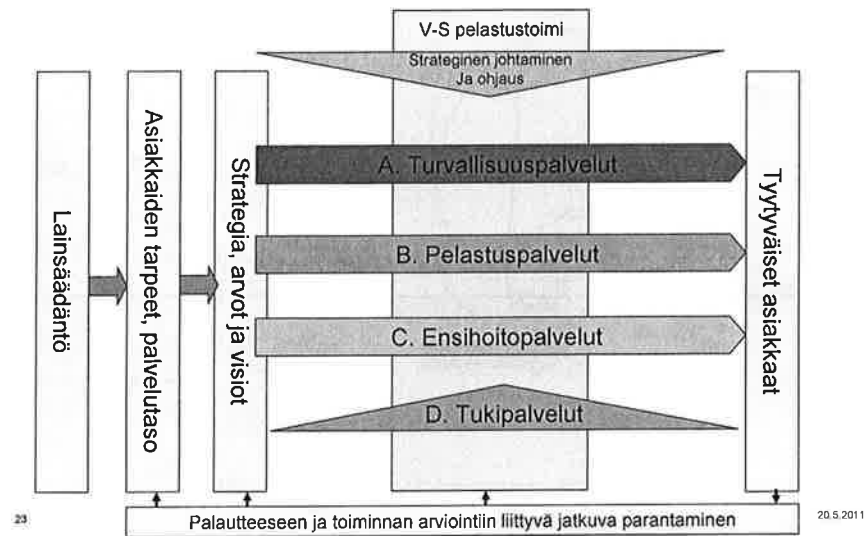 V-S pelastustoimi
Strateginen johtaminen
Ja ohjaus
Lainsäädäntö
Asiakkaiden tarpeet, palvelutaso
Strategia, arvot ja visiot
A. Turvallisuuspalvelut
B. Pelastuspalvelut
C. Ensihoitopalvelut
D. Tukipalvelut
Tyytyväiset asiakkaat
Palautteeseen ja toiminnan arviointiin liittyvä jatkuva parantaminen
23
20.5.2011